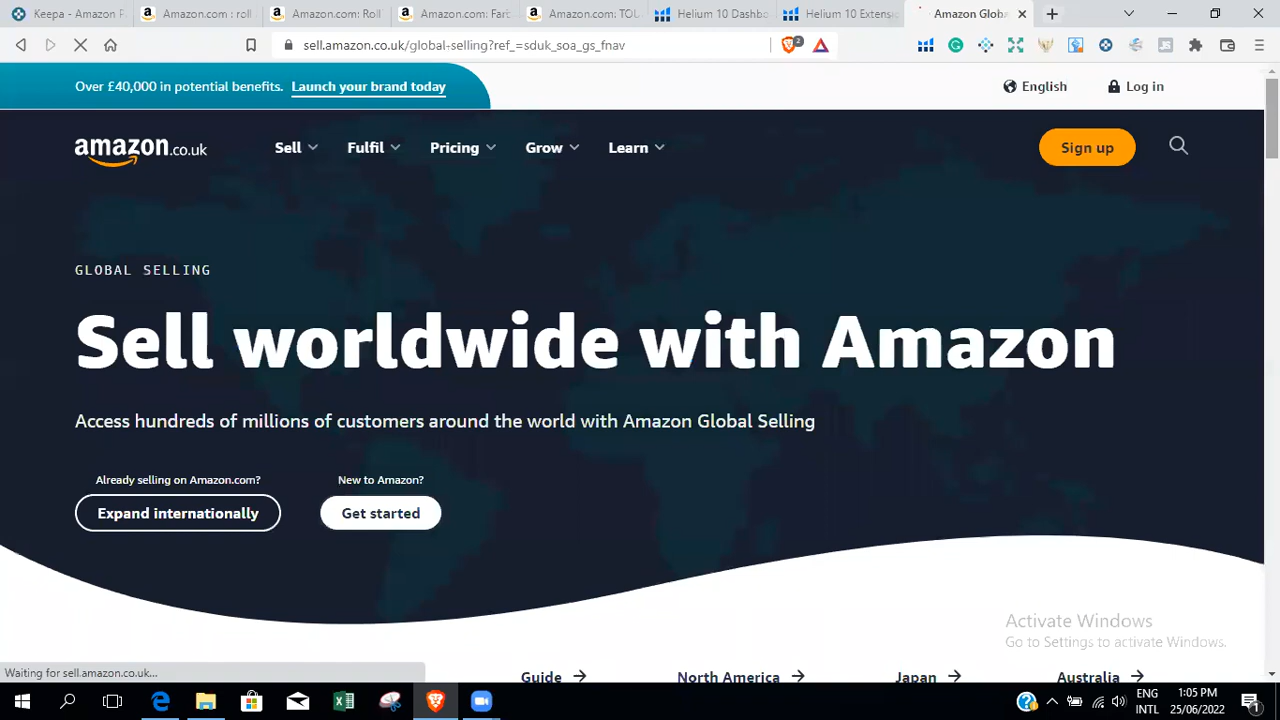 Keepa - Amazon P
Amazon.com : roll
Amazon.com: Roll
Amazon.com: Farb
Amazon.com: TOU
Helium 10 Dashbo
Helium 10 Extensi
Amazon Globa
sell.amazon.co.uk/global-selling?ref_=sduk_soa_gs_fnav
2
Over £40,000 in potential benefits. Launch your brand today
English
Log in
amazon.co.uk
Sell
Fulfil
Pricing
Grow
Learn
Sign up
GLOBAL SELLING
Sell worldwide with Amazon
Access hundreds of millions of customers around the world with Amazon Global Selling
Already selling on Amazon.com?
New to Amazon?
Expand internationally
Get started
Activate Windows
Go to Settings to activate Windows.
Guide
North America
Japan
Australia
Waiting for sell.amazon.co.uk...
ENG
INTL
1:05 PM
25/06/2022
1